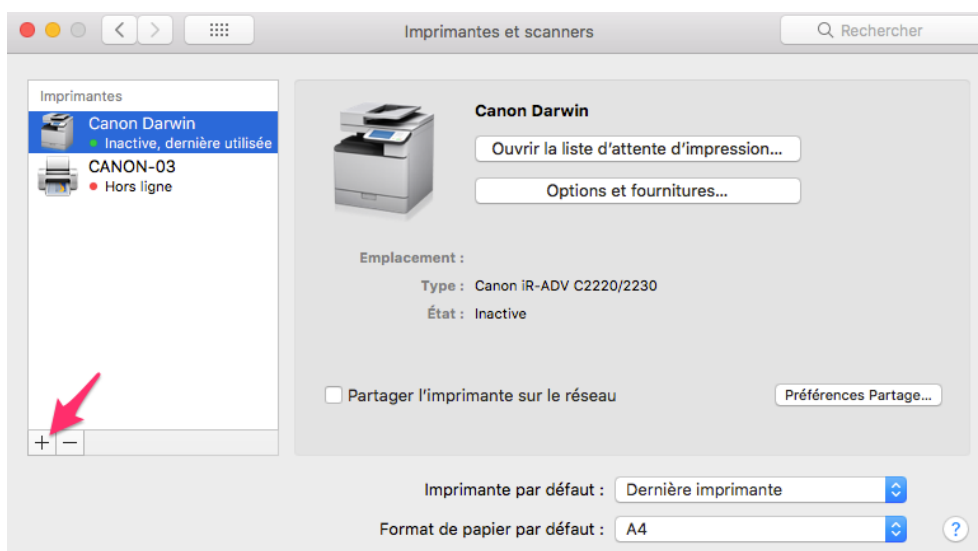 Imprimantes et scanners
Rechercher
Imprimantes
Canon Darwin
Inactive, dernière utilisée
CANON-03
Hors ligne
Canon Darwin
Ouvrir la liste d'attente d'impression...
Options et fournitures...
Emplacement :
Type : Canon iR-ADV C2220/2230
État : Inactive
Partager l'imprimante sur le réseau
Préférences Partage...
+ −
Imprimante par défaut : Dernière imprimante
Format de papier par défaut : A4
?